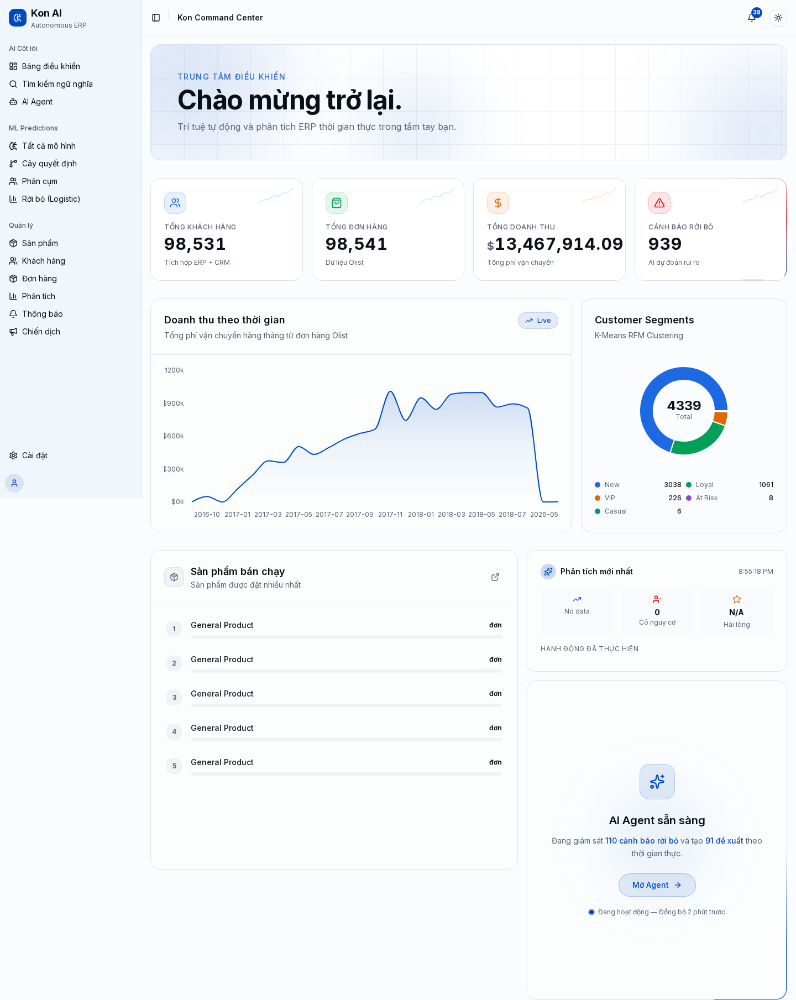 Kon AI
Autonomous ERP
AI Cốt lõi
Bảng điều khiển
Tìm kiếm ngữ nghĩa
AI Agent
ML Predictions
Tất cả mô hình
Cây quyết định
Phân cụm
Rời bỏ (Logistic)
Quản lý
Sản phẩm
Khách hàng
Đơn hàng
Phân tích
Thông báo
Chiến dịch
Cài đặt
Kon Command Center
38
TRUNG TÂM ĐIỀU KHIỂN
Chào mừng trở lại.
Trí tuệ tự động và phân tích ERP thời gian thực trong tầm tay bạn.
TỔNG KHÁCH HÀNG
98,531
Tích hợp ERP + CRM
TỔNG ĐƠN HÀNG
98,541
Dữ liệu Olist
TỔNG DOANH THU
$13,467,914.09
Tổng phí vận chuyển
CẢNH BÁO RỜI BỎ
939
AI dự đoán rủi ro
Doanh thu theo thời gian
Live
Tổng phí vận chuyển hàng tháng từ đơn hàng Olist
1200k
$900k
$600k
$300k
$0k
2016-10 2017-01 2017-03 2017-05 2017-07 2017-09 2017-11 2018-01 2018-03 2018-05 2018-07 2026-05
Customer Segments
K-Means RFM Clustering
4339
Total
New 3038 Loyal 1061
VIP 226 At Risk 8
Casual 6
Sản phẩm bán chạy
Sản phẩm được đặt nhiều nhất
1 General Product đơn
2 General Product đơn
3 General Product đơn
4 General Product đơn
5 General Product đơn
Phân tích mới nhất 8:55:18 PM
No data
0
Có nguy cơ
N/A
Hài lòng
HÀNH ĐỘNG ĐÃ THỰC HIỆN
AI Agent sẵn sàng
Đang giám sát 110 cảnh báo rời bỏ và tạo 91 đề xuất theo
thời gian thực.
Mở Agent
Đang hoạt động — Đồng bộ 2 phút trước